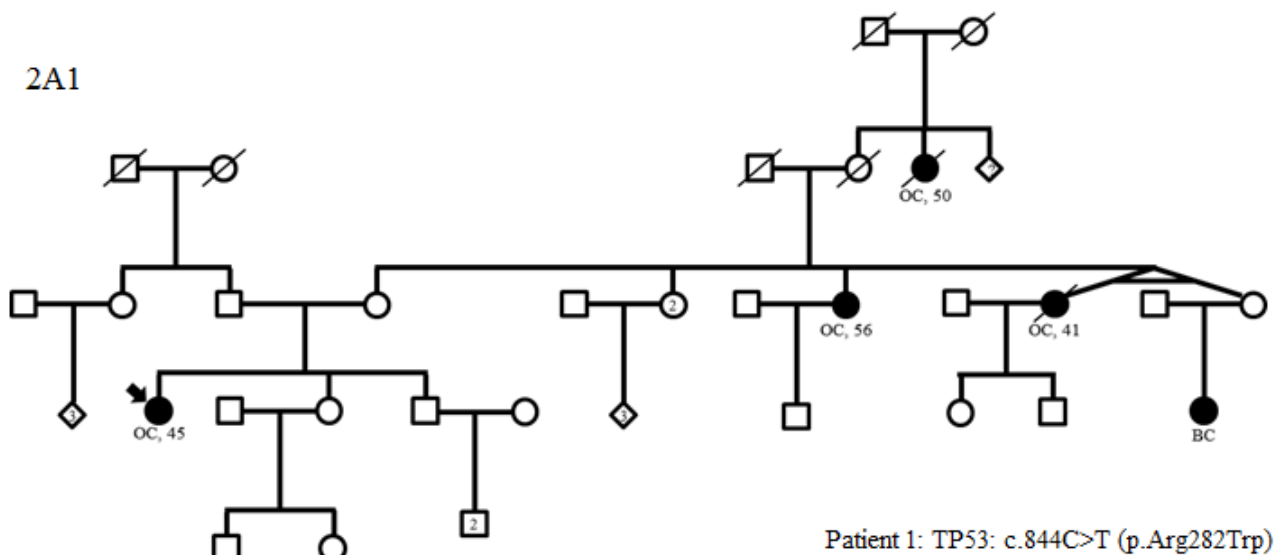 2A1
OC, 50
2
OC, 56
OC, 41
3
3
OC, 45
BC
2
Patient 1: TP53: c.844C>T (p.Arg282Trp)